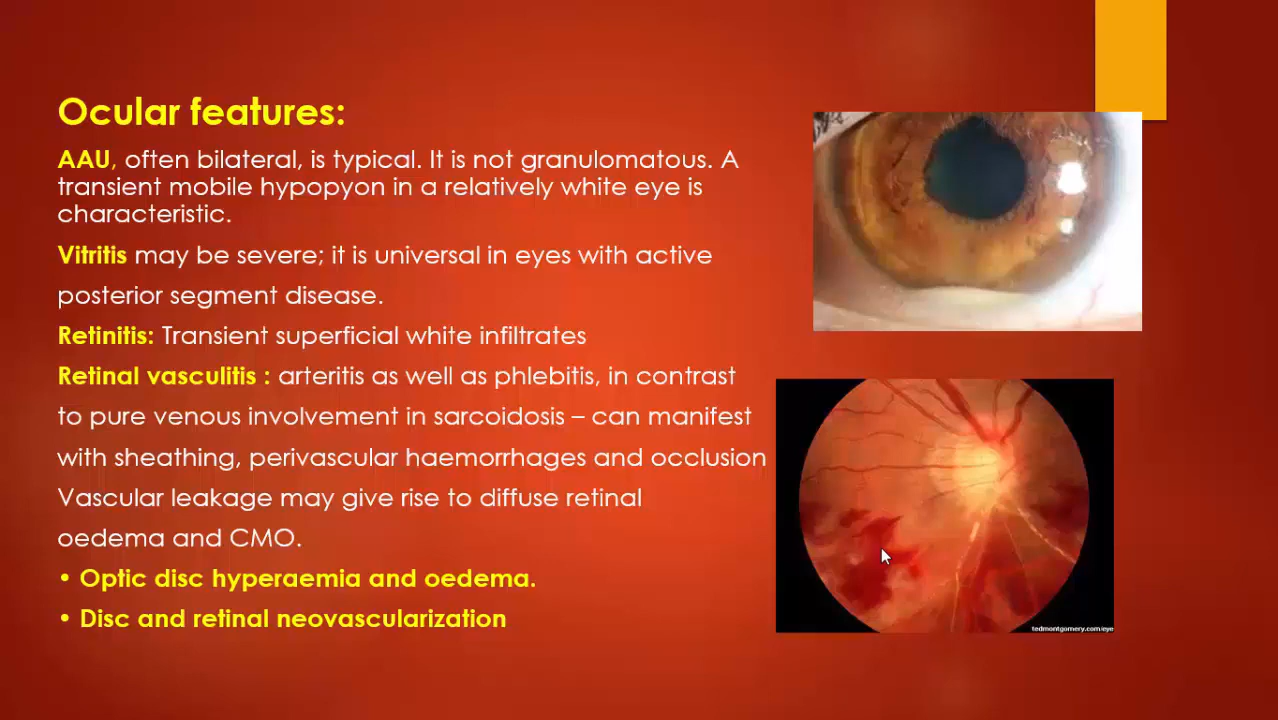 Ocular features:
AAU, often bilateral, is typical. It is not granulomatous. A
transient mobile hypopyon in a relatively white eye is
characteristic.
Vitritis may be severe; it is universal in eyes with active
posterior segment disease.
Retinitis: Transient superficial white infiltrates
Retinal vasculitis : arteritis as well as phlebitis, in contrast
to pure venous involvement in sarcoidosis – can manifest
with sheathing, perivascular haemorrhages and occlusion
Vascular leakage may give rise to diffuse retinal
oedema and CMO.
• Optic disc hyperaemia and oedema.
• Disc and retinal neovascularization
tedmontgomery.com/eye